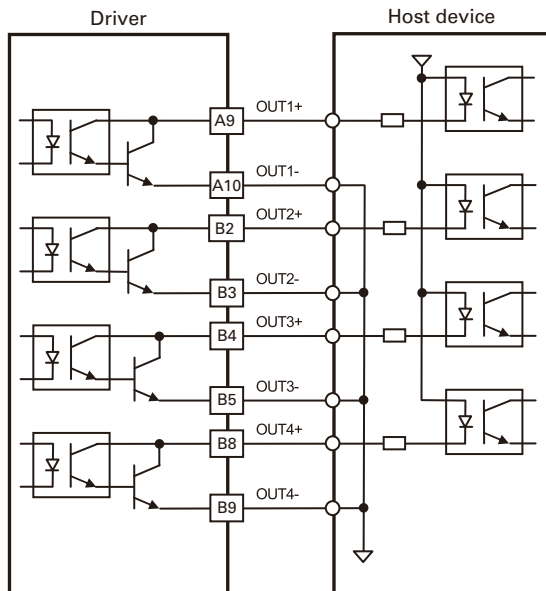 Driver
Host device
A9
OUT1+
A10
OUT1-
B2
OUT2+
B3
OUT2-
B4
OUT3+
B5
OUT3-
B8
OUT4+
B9
OUT4-